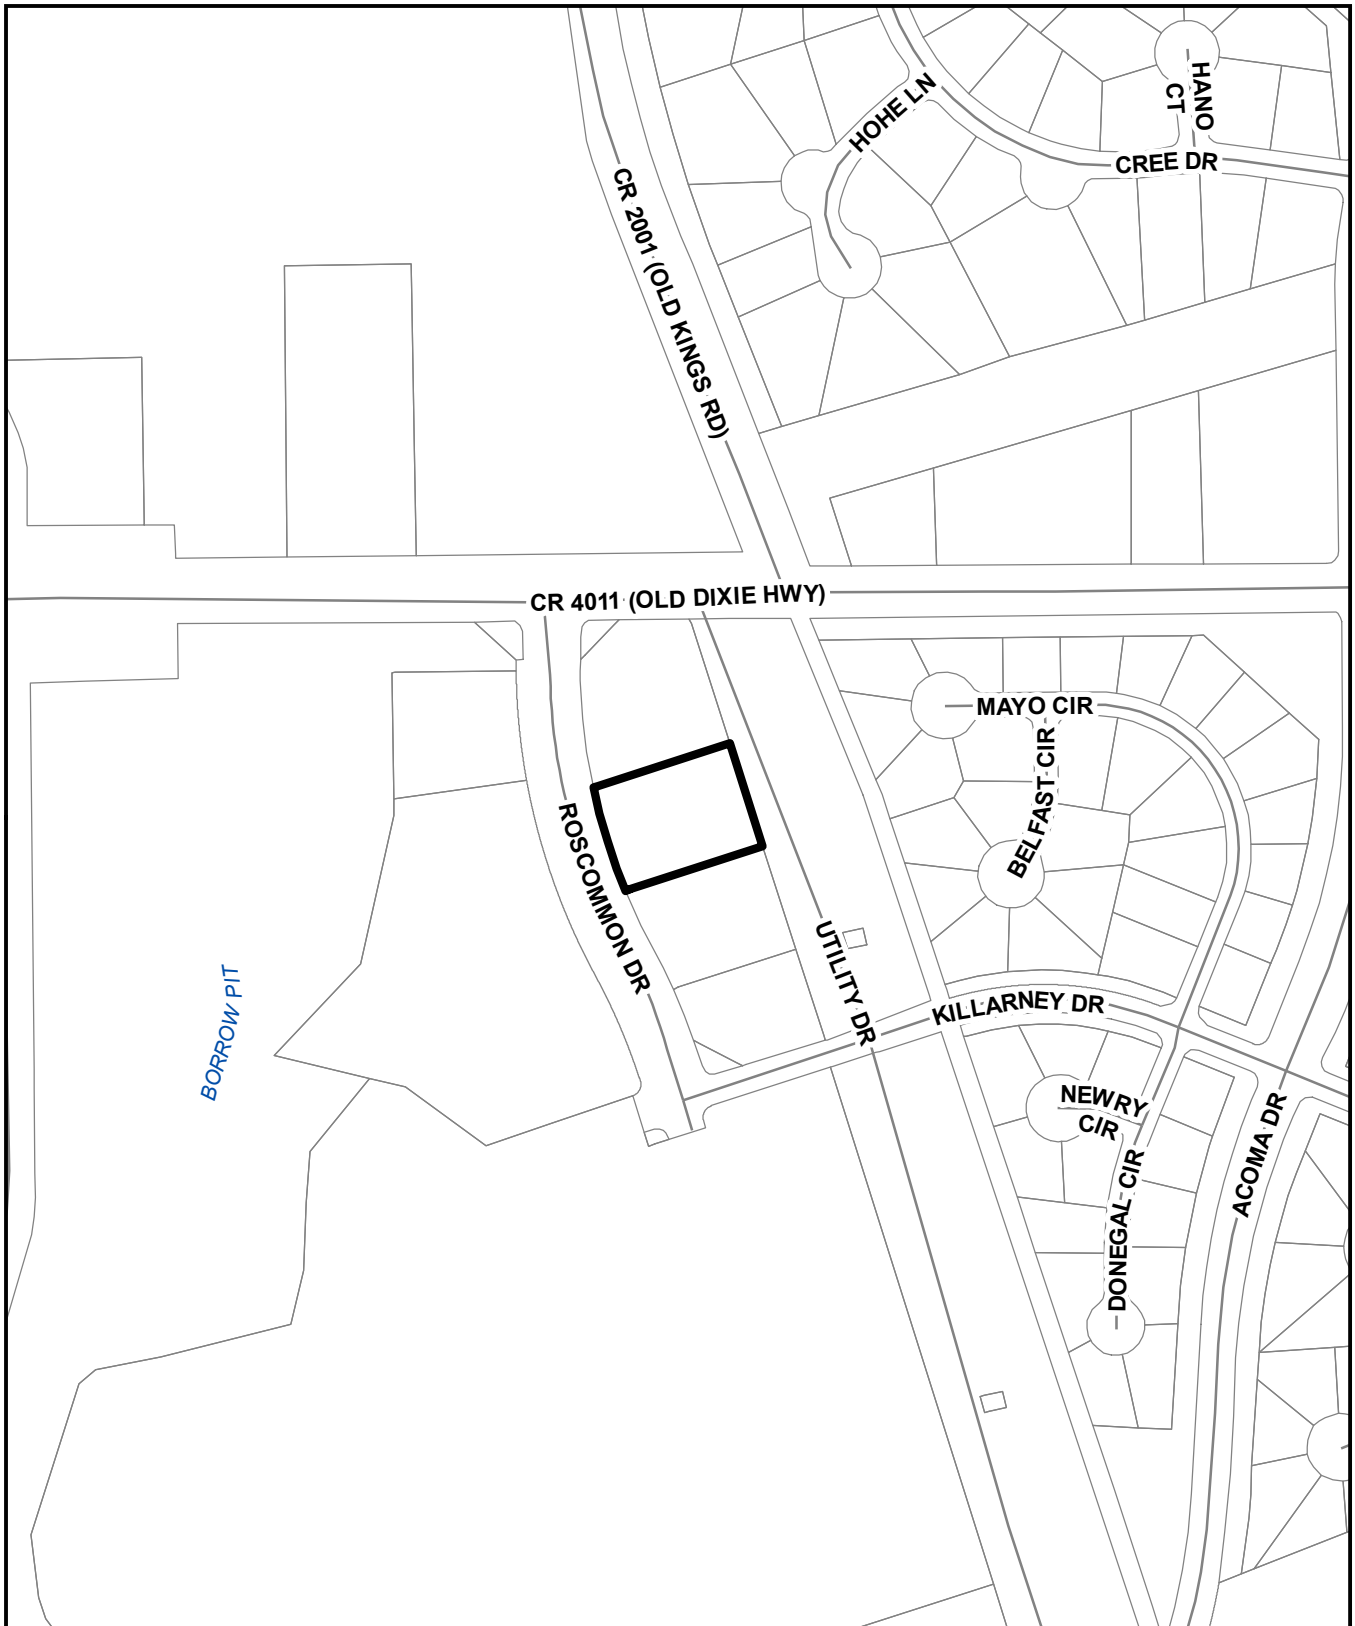 HANO
CT
HOHE LN
CREE DR
CR 2001 (OLD KINGS RD)
CR 4011 (OLD DIXIE HWY)
MAYO CIR
BELFAST CIR
ROSCOMMON DR
UTILITY DR
BORROW PIT
KILLARNEY DR
NEWRY
CIR
ACOMA DR
DONEGAL CIR